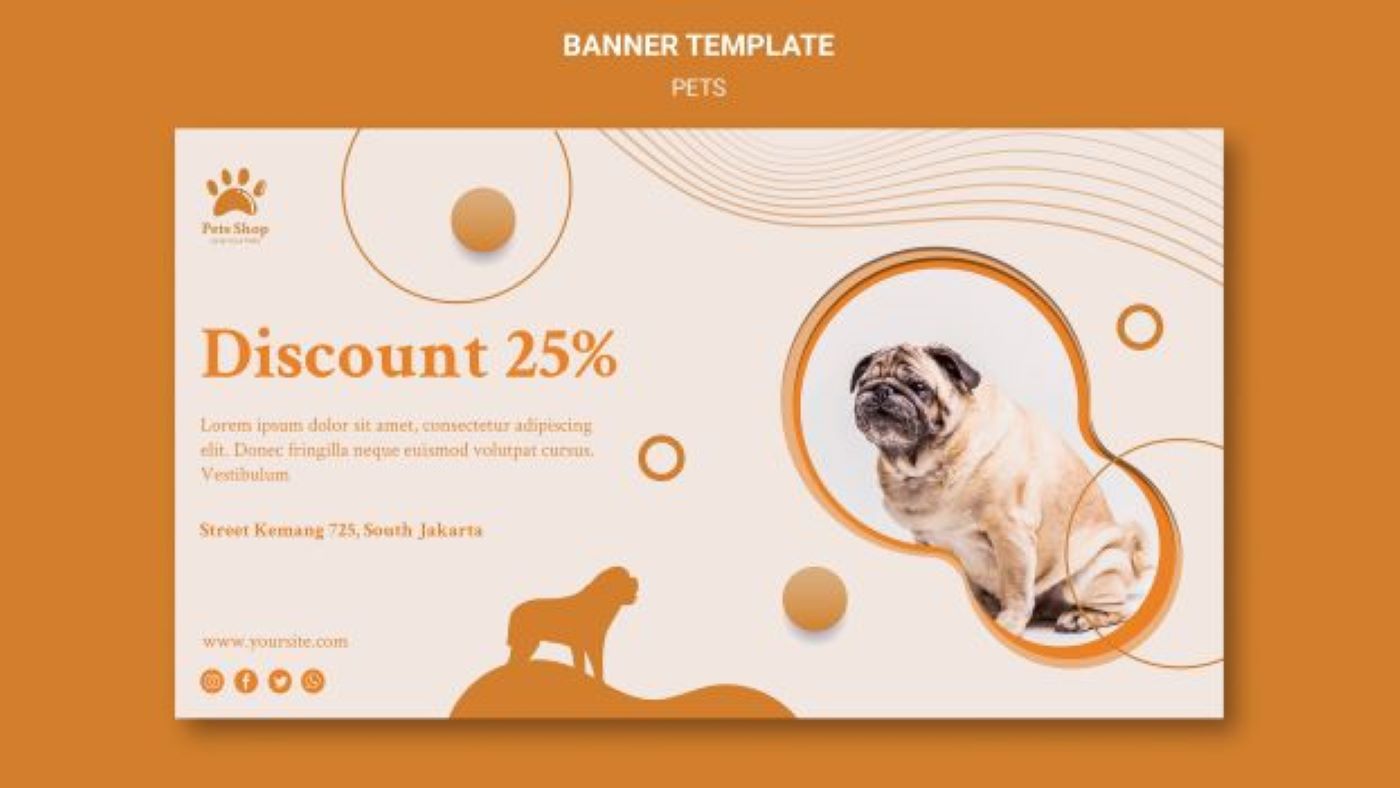 BANNER TEMPLATE
PETS
Pets Shop
Discount 25%
Lorem ipsum dolor sit amet, consectetur adipiscing
elit. Donec fringilla neque euismod volutpat cursus.
Vestibulum
Street Kemang 725, South Jakarta
www.yoursite.com